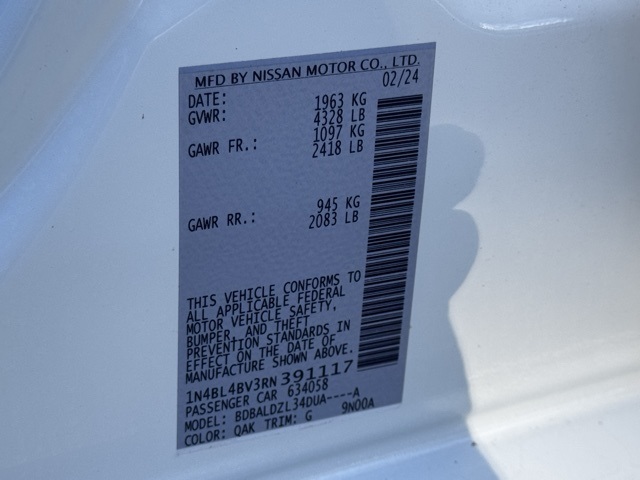 MFD BY NISSAN MOTOR CO., LTD.
DATE: 02/24
GVWR: 1963 KG
4328 LB
GAWR FR.: 1097 KG
2418 LB
GAWR RR.: 945 KG
2083 LB
THIS VEHICLE CONFORMS TO
ALL APPLICABLE FEDERAL
MOTOR VEHICLE SAFETY,
BUMPER, AND THEFT
PREVENTION STANDARDS IN
EFFECT ON THE DATE OF
MANUFACTURE SHOWN ABOVE.
1N4BL4BV3RN391117
PASSENGER CAR 634058
MODEL: BDBALDZL34DUA----A
COLOR: QAK TRIM: G 9N00A